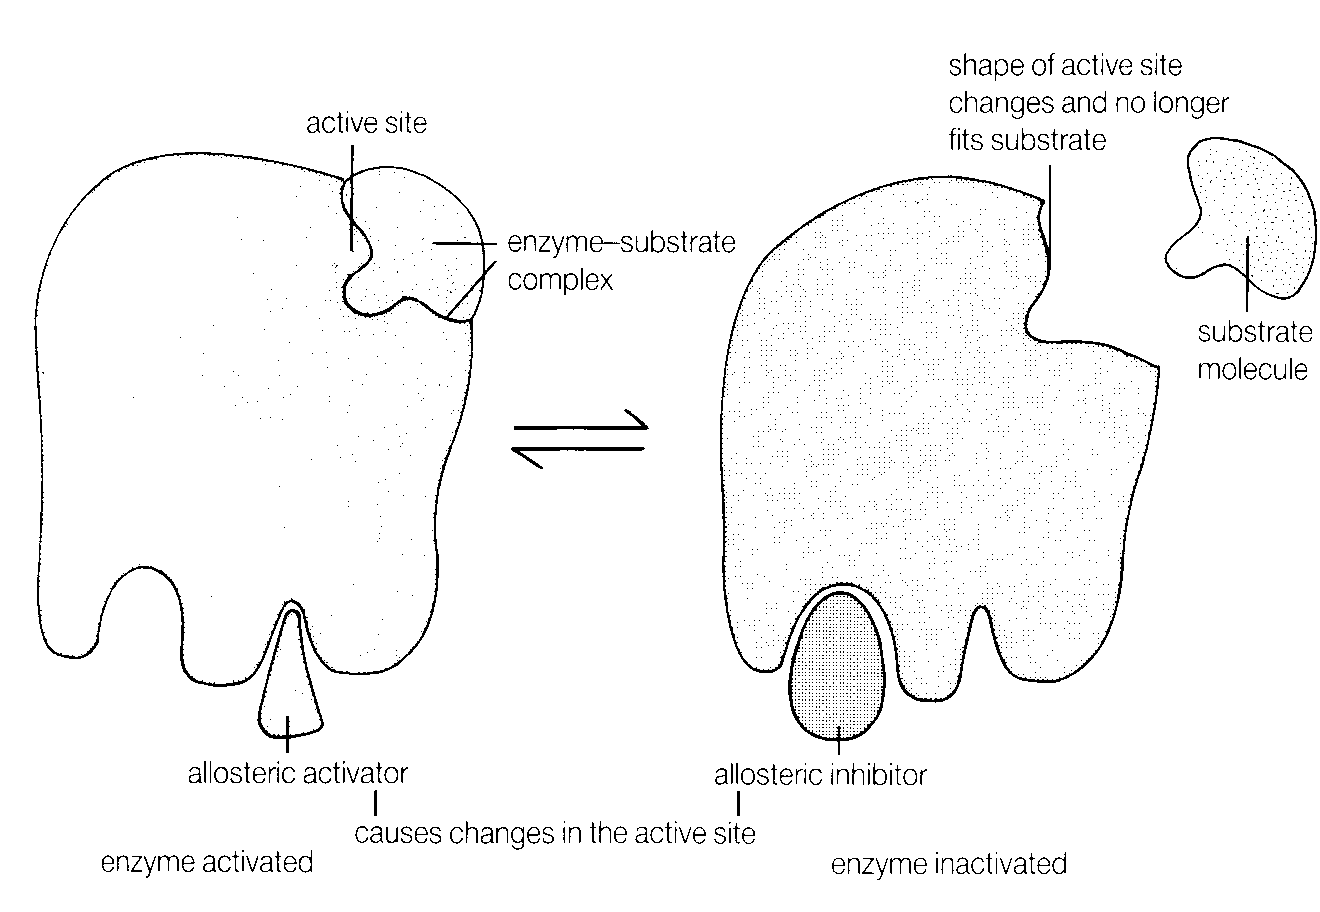 shape of active site
changes and no longer
fits substrate
active site
enzyme–substrate
complex
substrate
molecule
allosteric activator
allosteric inhibitor
causes changes in the active site
enzyme activated
enzyme inactivated